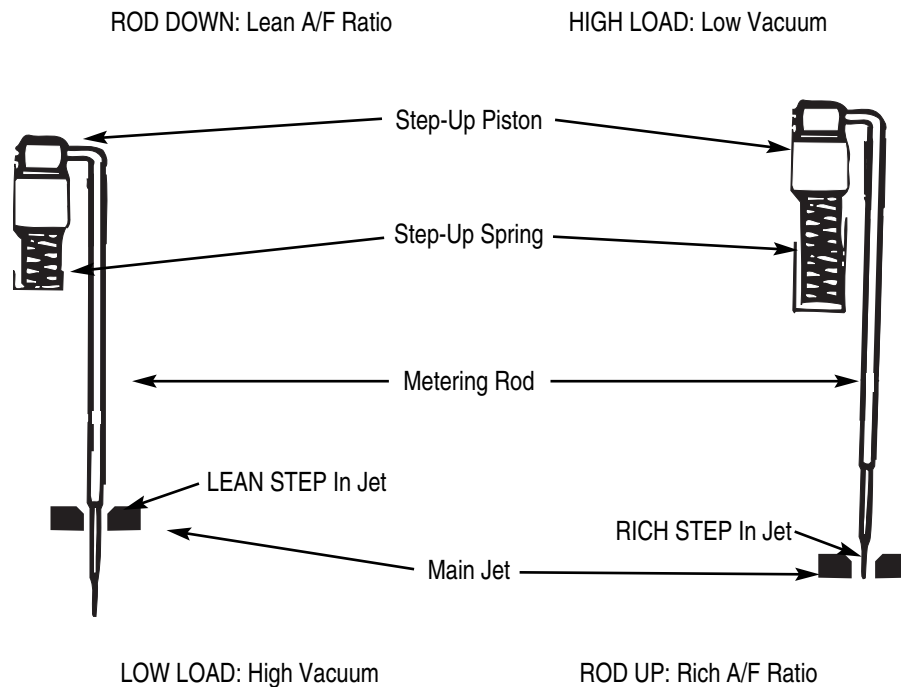 ROD DOWN: Lean A/F Ratio
HIGH LOAD: Low Vacuum
Step-Up Piston
Step-Up Spring
Metering Rod
LEAN STEP In Jet
RICH STEP In Jet
Main Jet
LOW LOAD: High Vacuum
ROD UP: Rich A/F Ratio